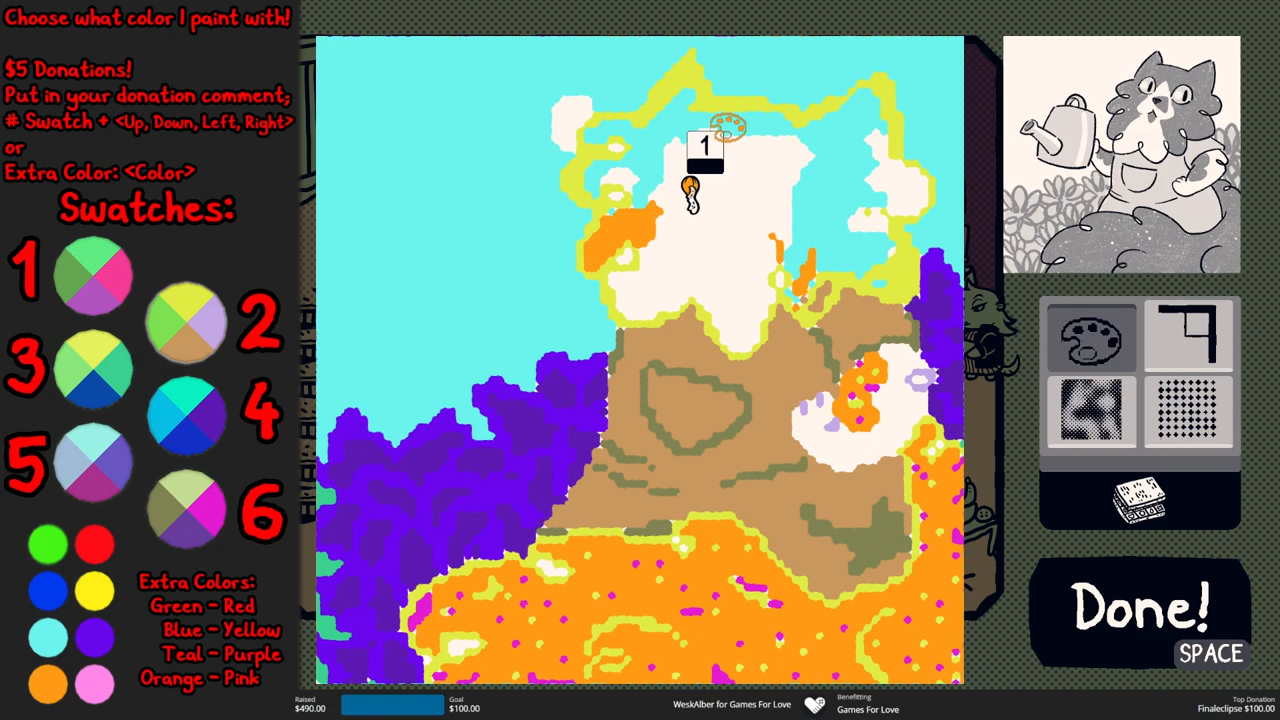 Choose what color I paint with!
$5 Donations!
Put in your donation comment;
# Swatch + <Up, Down, Left, Right>
or
Extra Color: <Color>
Swatches:
1
2
3
4
5
6
Extra Colors:
Green - Red
Blue - Yellow
Teal - Purple
Orange - Pink
1
Done!
SPACE
Raised
$490.00
Goal
$100.00
WeskAlber for Games For Love
Benefitting
Games For Love
Top Donation
Finaleclipse $100.00